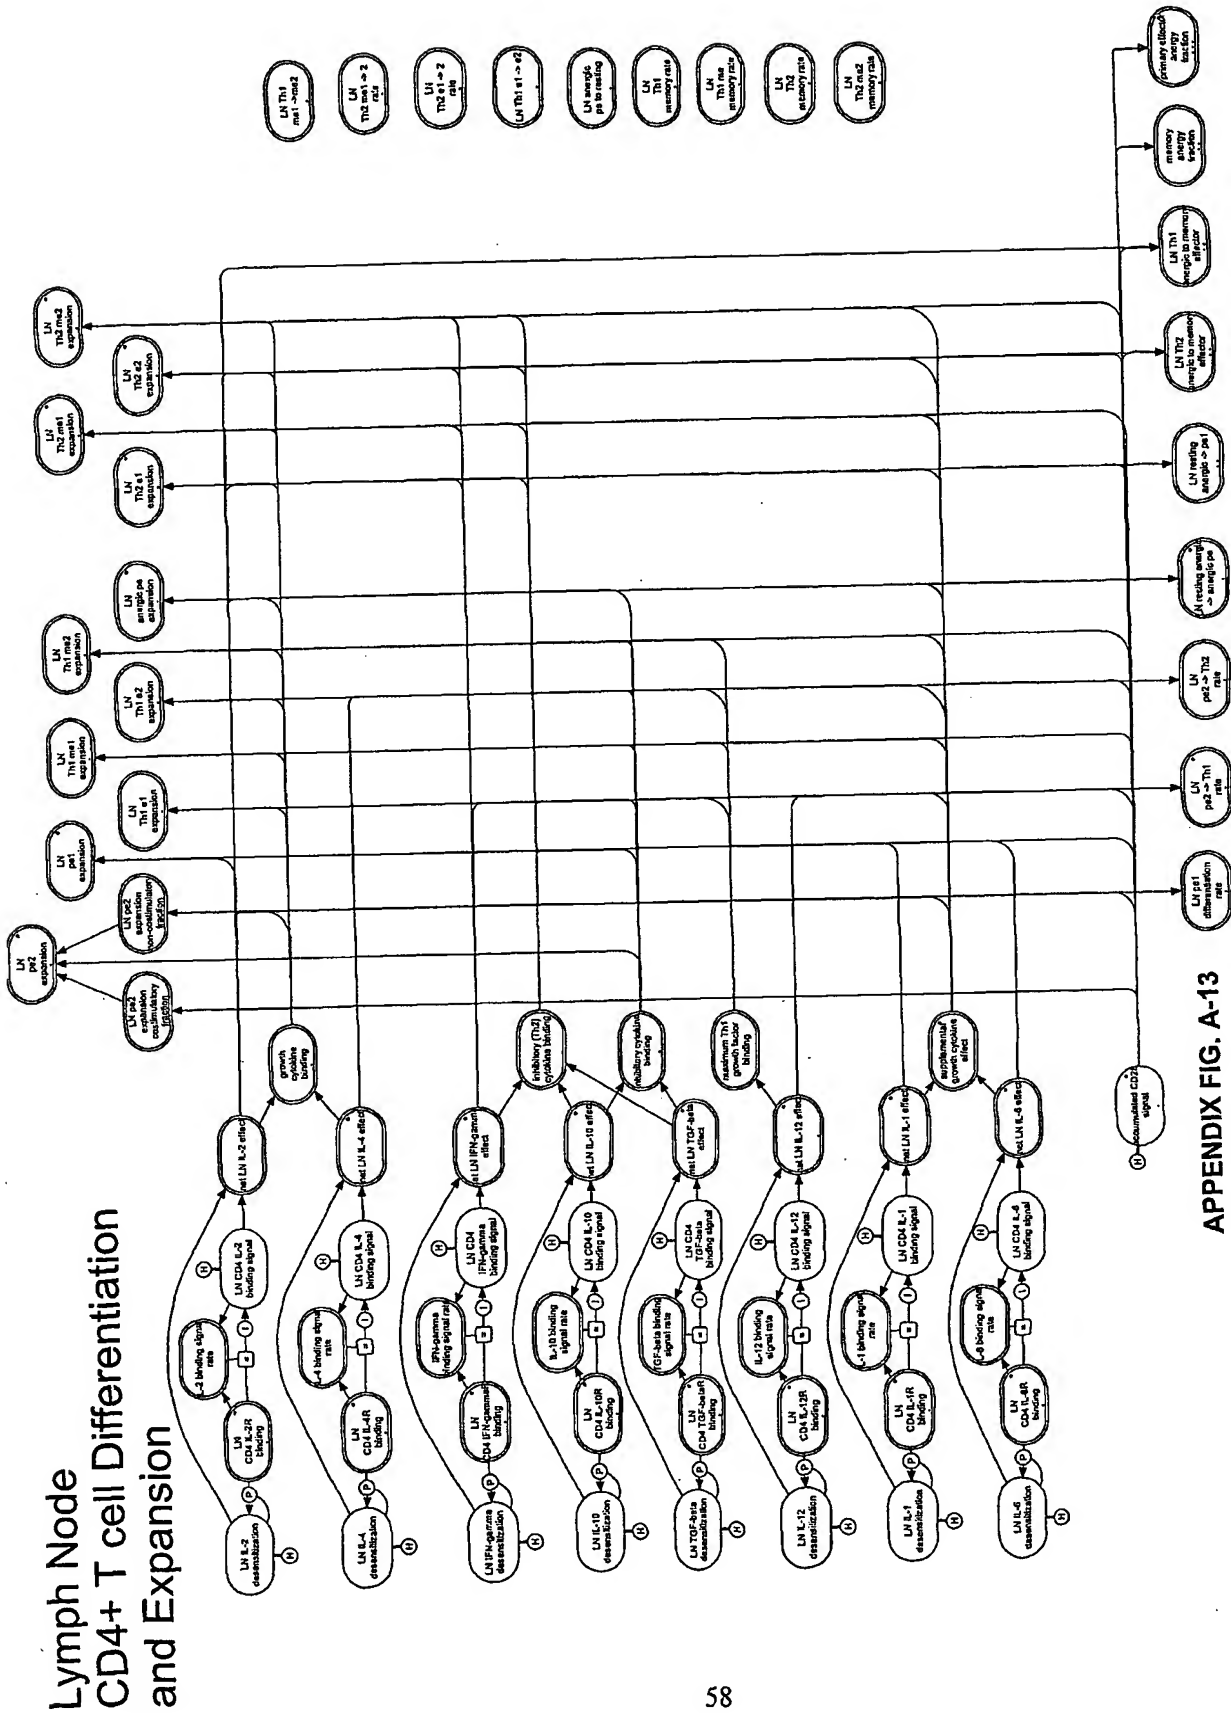 Lymph Node
CD4+ T cell Differentiation
and Expansion
LN
pe2
expansion
LN pe2
expansion
costimulatory
fraction
LN pe2
expansion
non-costimulatory
fraction
LN
pe1
expansion
LN
Th1 e1
expansion
LN
Th1 me1
expansion
LN
Th1 e2
expansion
LN
Th1 me2
expansion
LN
anergic pe
expansion
LN
Th2 e1
expansion
LN
Th2 me1
expansion
LN
Th2 e2
expansion
LN
Th2 me2
expansion
LN Th1
me1 -> me2
LN
Th2 me1 -> 2
rate
LN
Th2 e1 -> 2
rate
LN Th1 e1 -> e2
LN anergic
pe to resting
LN
Th1
memory rate
LN
Th1 me
memory rate
LN
Th2
memory rate
LN
Th2 me2
memory rate
LN IL-2
desensitization
P
H
LN
CD4 IL-2R
binding
IL-2 binding signal
rate
=
I
H
LN CD4 IL-2
binding signal
net LN IL-2 effect
growth
cytokine
binding
LN IL-4
desensitization
P
H
LN
CD4 IL-4R
binding
IL-4 binding signal
rate
=
I
H
LN CD4 IL-4
binding signal
net LN IL-4 effect
LN IFN-gamma
desensitization
P
H
LN
CD4 IFN-gammaR
binding
IFN-gamma
binding signal rate
=
I
H
LN CD4
IFN-gamma
binding signal
net LN IFN-gamma
effect
inhibitory (Th2)
cytokine binding
LN IL-10
desensitization
P
H
LN
CD4 IL-10R
binding
IL-10 binding
signal rate
=
I
H
LN CD4 IL-10
binding signal
net LN IL-10 effect
inhibitory cytokine
binding
LN TGF-beta
desensitization
P
H
LN
CD4 TGF-betaR
binding
TGF-beta binding
signal rate
=
I
H
LN CD4
TGF-beta
binding signal
net LN TGF-beta
effect
maximum Th1
growth factor
binding
LN IL-12
desensitization
P
H
LN
CD4 IL-12R
binding
IL-12 binding
signal rate
=
I
H
LN CD4 IL-12
binding signal
net LN IL-12 effect
LN IL-1
desensitization
P
H
LN
CD4 IL-1R
binding
IL-1 binding signal
rate
=
I
H
LN CD4 IL-1
binding signal
net LN IL-1 effect
supplemental
growth cytokine
effect
LN IL-6
desensitization
P
H
LN
CD4 IL-6R
binding
IL-6 binding signal
rate
=
I
H
LN CD4 IL-6
binding signal
net LN IL-6 effect
H
accumulated CD28
signal
LN pe1
differentiation
rate
LN
pe2 -> Th1
rate
LN
pe2 -> Th2
rate
LN resting anergic
-> anergic pe
LN resting
anergic -> pe1
LN Th2
anergic to memory
effector
LN Th1
anergic to memory
effector
memory
anergy
fraction
primary effector
anergy
fraction
APPENDIX FIG. A-13
58